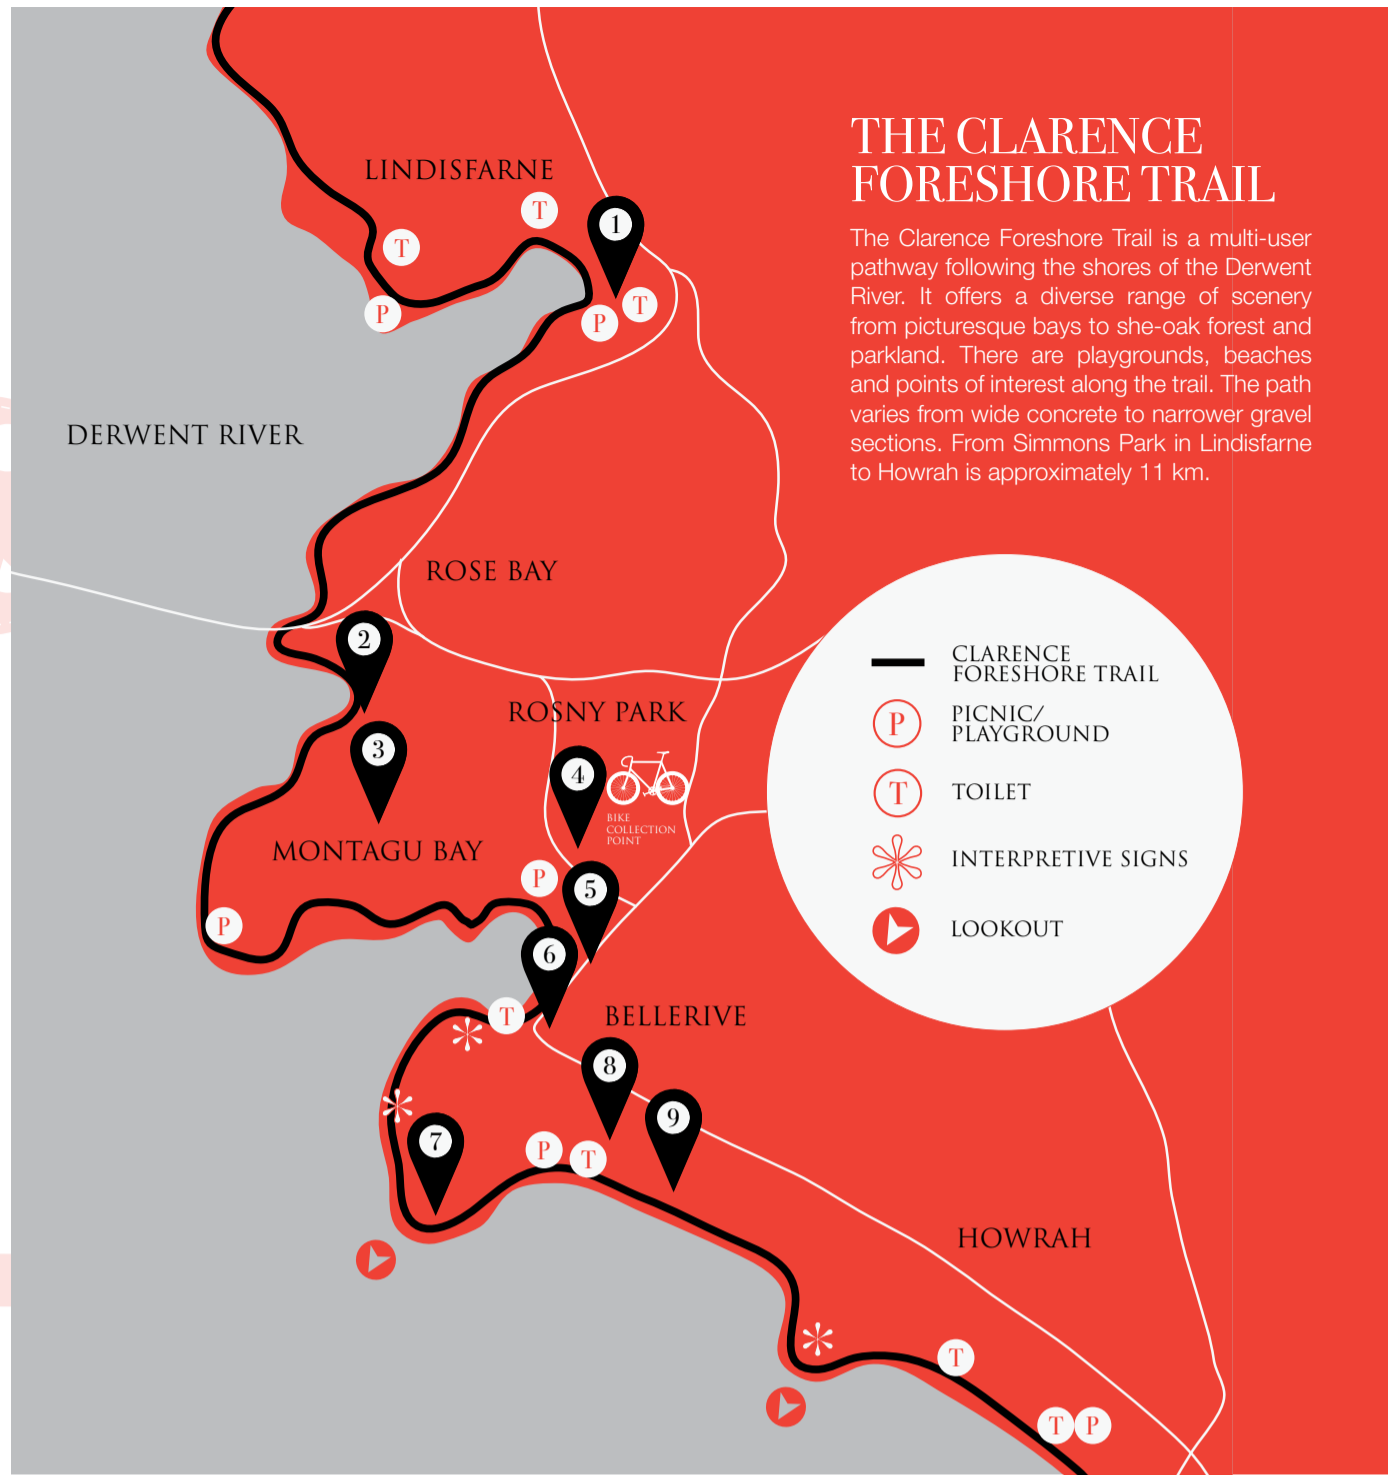 THE CLARENCE
FORESHORE TRAIL
The Clarence Foreshore Trail is a multi-user
pathway following the shores of the Derwent
River. It offers a diverse range of scenery
from picturesque bays to she-oak forest and
parkland. There are playgrounds, beaches
and points of interest along the trail. The path
varies from wide concrete to narrower gravel
sections. From Simmons Park in Lindisfarne
to Howrah is approximately 11 km.
LINDISFARNE
T
1
T
P
P
T
DERWENT RIVER
ROSE BAY
2
ROSNY PARK
3
4
BIKE
COLLECTION
POINT
MONTAGU BAY
P
5
P
6
T
BELLERIVE
8
9
7
P
T
HOWRAH
T
T
P
CLARENCE
FORESHORE TRAIL
P
PICNIC/
PLAYGROUND
T
TOILET
INTERPRETIVE SIGNS
LOOKOUT